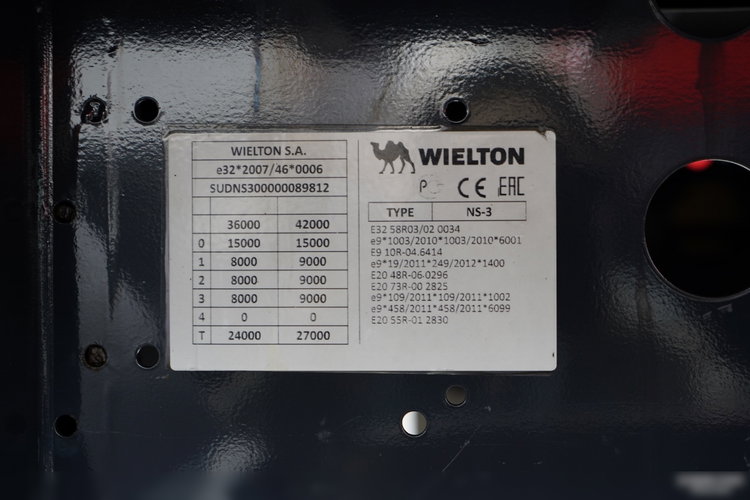 WIELTON S.A.
e32*2007/46*0006
SUDNS300000089812
36000 42000
0 15000 15000
1 8000 9000
2 8000 9000
3 8000 9000
4 0 0
T 24000 27000
WIELTON
CE EAC
TYPE NS-3
E32 58R03/02 0034
e9*1003/2010*1003/2010*6001
E9 10R-04.6414
e9*19/2011*249/2012*1400
E20 48R-06-0296
E20 73R-00 2825
e9*109/2011*109/2011*1002
e9*458/2011*458/2011*6099
E20 55R-01 2830